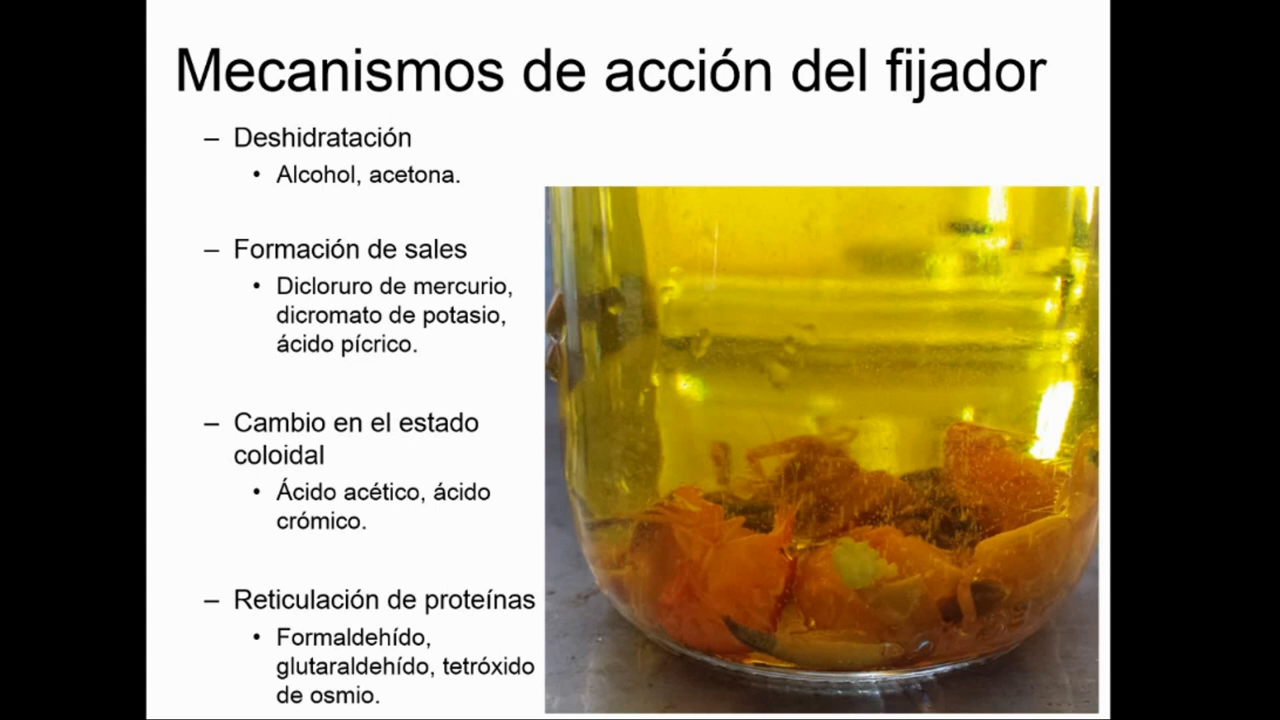 Mecanismos de acción del fijador
– Deshidratación
• Alcohol, acetona.
– Formación de sales
• Dicloruro de mercurio,
dicromato de potasio,
ácido pícrico.
– Cambio en el estado
coloidal
• Ácido acético, ácido
crómico.
– Reticulación de proteínas
• Formaldehído,
glutaraldehído, tetróxido
de osmio.